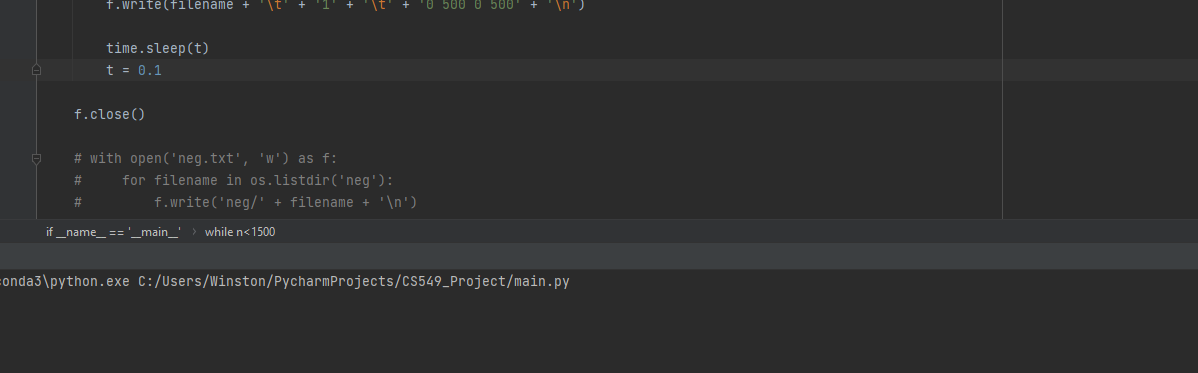 f.write(filename + '\t' + '1' + '\t' + '0 500 0 500' + '\n')
time.sleep(t)
t = 0.1
f.close()
# with open('neg.txt', 'w') as f:
#     for filename in os.listdir('neg'):
#         f.write('neg/' + filename + '\n')
if __name__ == '__main__' › while n<1500
conda3\python.exe C:/Users/Winston/PycharmProjects/CS549_Project/main.py